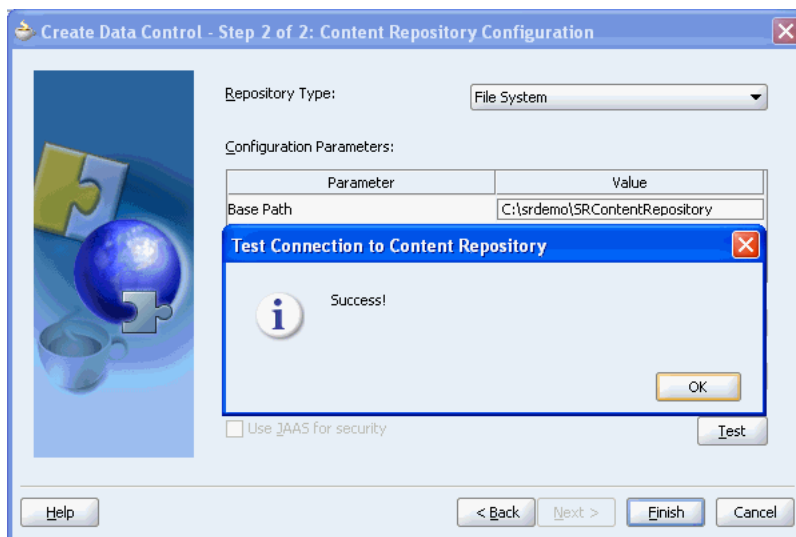 Create Data Control - Step 2 of 2: Content Repository Configuration
Repository Type: File System
Configuration Parameters:
Parameter Value
Base Path C:\srdemo\SRContentRepository
Test Connection to Content Repository
Success!
OK
Use JAAS for security
Test
Help < Back Next > Finish Cancel